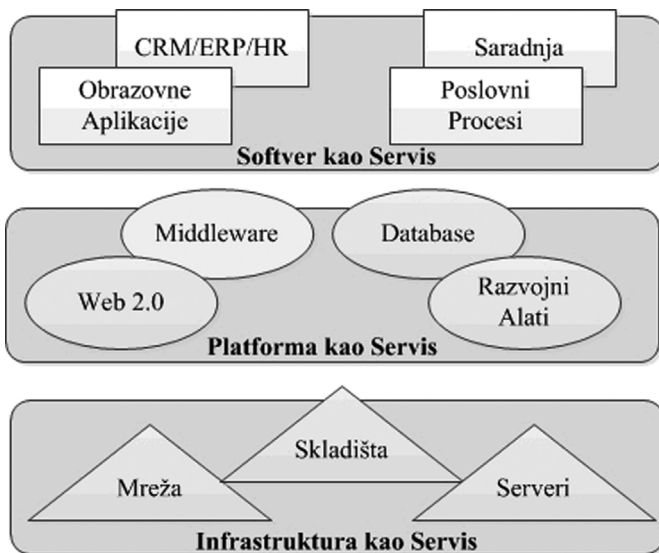 CRM/ERP/HR
Saradnja
Obrazovne
Aplikacije
Poslovni
Procesi
Softver kao Servis
Middleware
Database
Web 2.0
Razvojni
Alati
Platforma kao Servis
Skladišta
Mreža
Serveri
Infrastruktura kao Servis